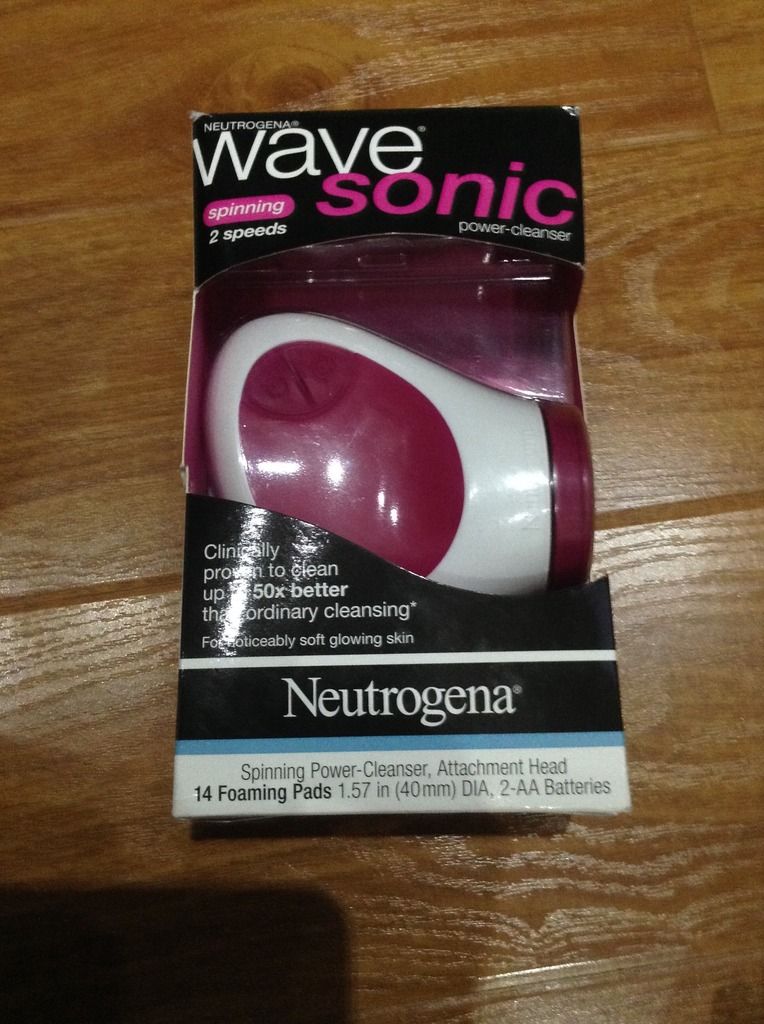 NEUTROGENA®
wave®
sonic
spinning
2 speeds
power-cleanser
Clinically
proven to clean
up 50x better
than ordinary cleansing*
For noticeably soft glowing skin
Neutrogena®
Spinning Power-Cleanser, Attachment Head
14 Foaming Pads 1.57 in (40mm) DIA, 2-AA Batteries